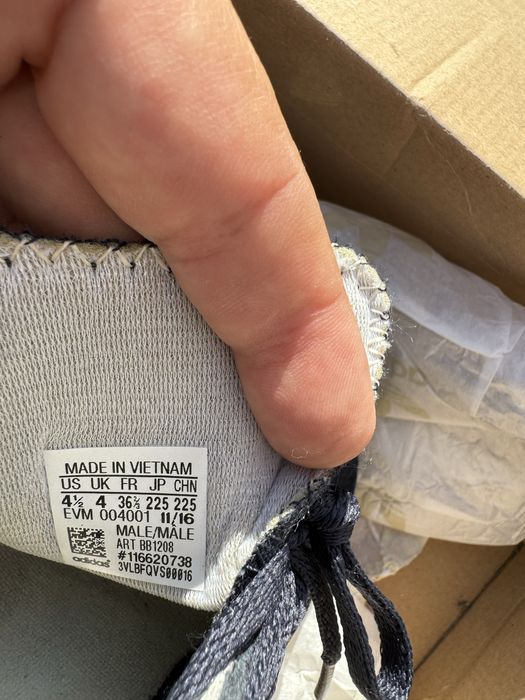 MADE IN VIETNAM
US UK FR JP CHN
4½ 4 36⅔ 225 225
EVM 004001 11/16
MALE/MÂLE
ART BB1208
#116620738
adidas 3VLBFQVS00016